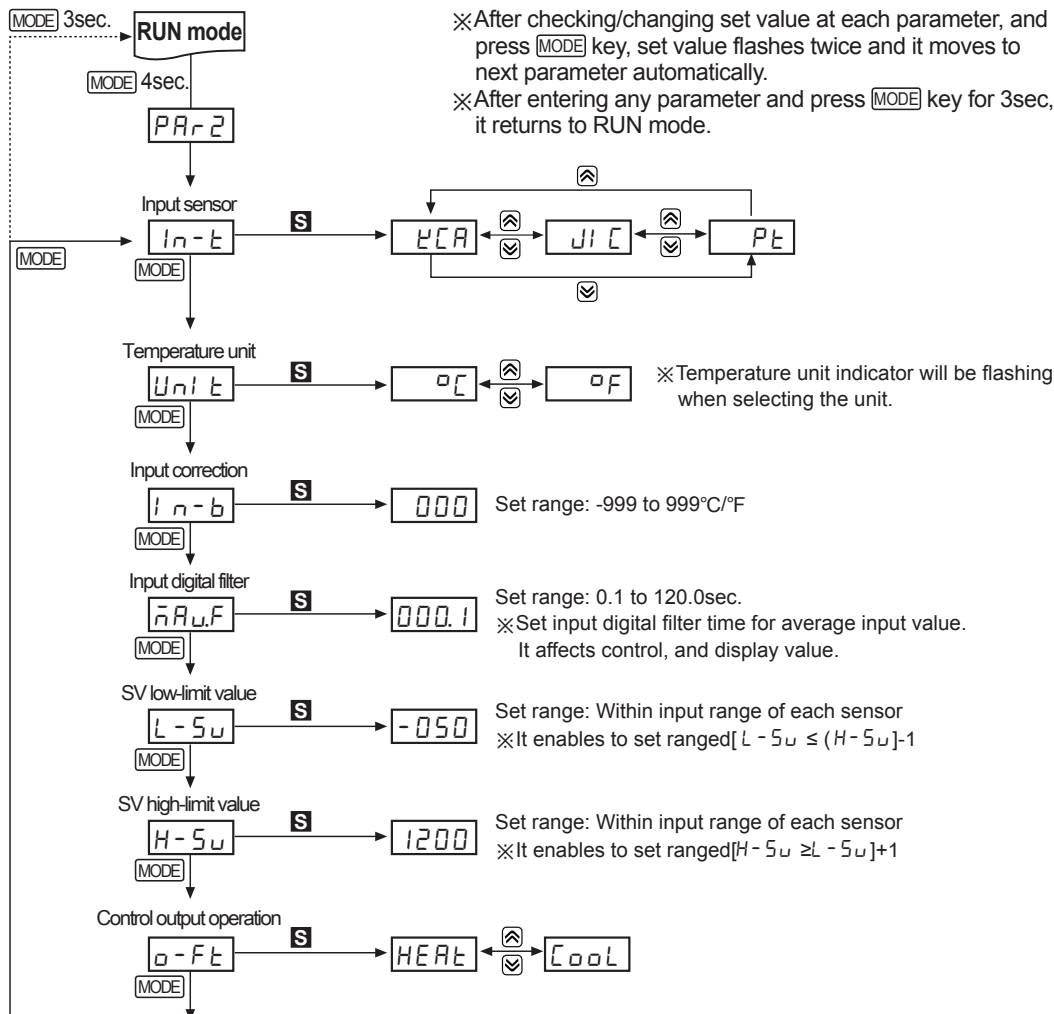 MODE 3sec.
RUN mode
※After checking/changing set value at each parameter, and
press MODE key, set value flashes twice and it moves to
next parameter automatically.
※After entering any parameter and press MODE key for 3sec,
it returns to RUN mode.
MODE 4sec.
PAr2
Input sensor
In-t
S
KCA
JIC
Pt
MODE
MODE
Temperature unit
UnIt
S
°C
°F
※Temperature unit indicator will be flashing
when selecting the unit.
MODE
Input correction
In-b
S
000
Set range: -999 to 999°C/°F
MODE
Input digital filter
mAv.F
S
000.1
Set range: 0.1 to 120.0sec.
※Set input digital filter time for average input value.
It affects control, and display value.
MODE
SV low-limit value
L-Sv
S
-050
Set range: Within input range of each sensor
※It enables to set ranged[ L-Sv ≤ (H-Sv]-1
MODE
SV high-limit value
H-Sv
S
1200
Set range: Within input range of each sensor
※It enables to set ranged[H-Sv ≥L-Sv]+1
MODE
Control output operation
o-Ft
S
HEAt
CooL
MODE